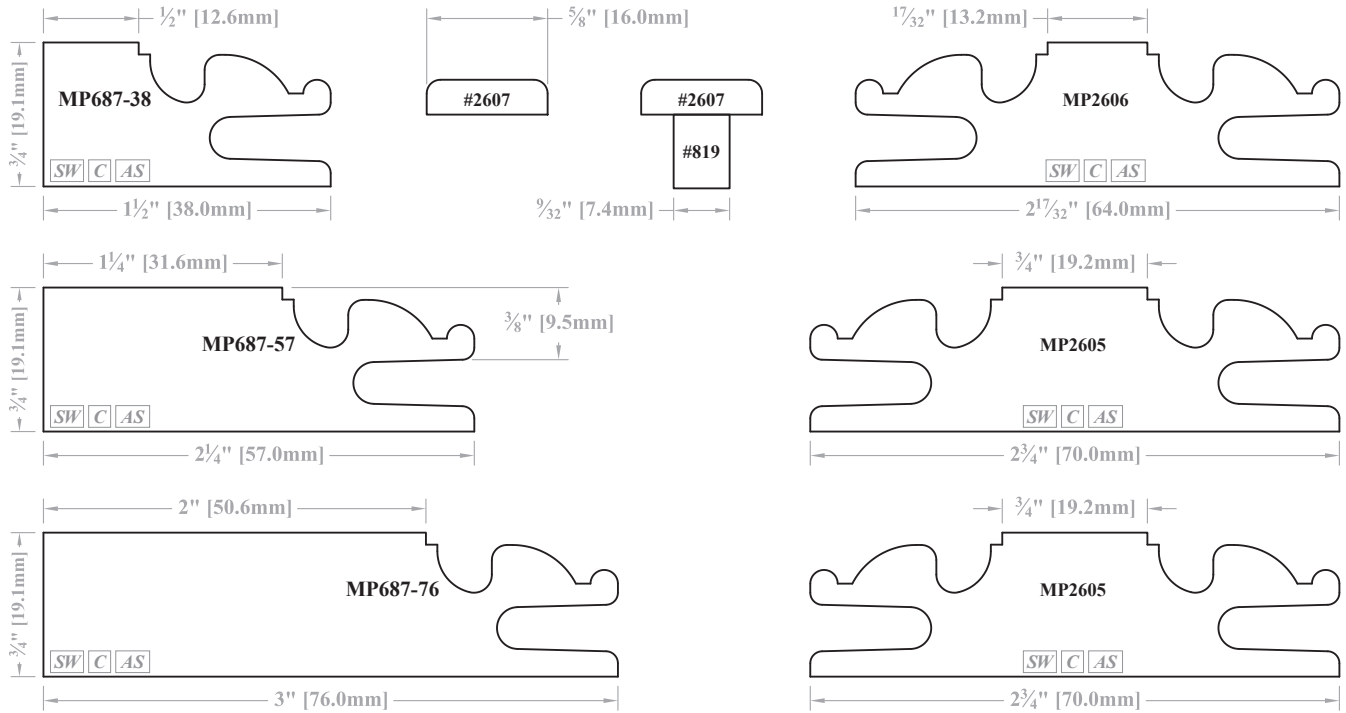 ½" [12.6mm]
⅝" [16.0mm]
17/32" [13.2mm]
¾" [19.1mm]
MP687-38
#2607
#2607
MP2606
#819
SW C AS
SW C AS
1½" [38.0mm]
9/32" [7.4mm]
2 17/32" [64.0mm]
1¼" [31.6mm]
¾" [19.2mm]
¾" [19.1mm]
⅜" [9.5mm]
MP687-57
MP2605
SW C AS
SW C AS
2¼" [57.0mm]
2¾" [70.0mm]
2" [50.6mm]
¾" [19.2mm]
¾" [19.1mm]
MP687-76
MP2605
SW C AS
SW C AS
3" [76.0mm]
2¾" [70.0mm]